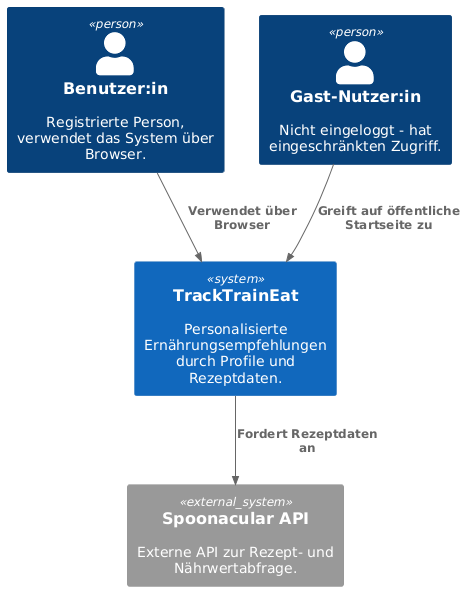 «person»
Benutzer:in
Registrierte Person,
verwendet das System über
Browser.
«person»
Gast-Nutzer:in
Nicht eingeloggt - hat
eingeschränkten Zugriff.
Verwendet über
Browser
Greift auf öffentliche
Startseite zu
«system»
TrackTrainEat
Personalisierte
Ernährungsempfehlungen
durch Profile und
Rezeptdaten.
Fordert Rezeptdaten
an
«external_system»
Spoonacular API
Externe API zur Rezept- und
Nährwertabfrage.